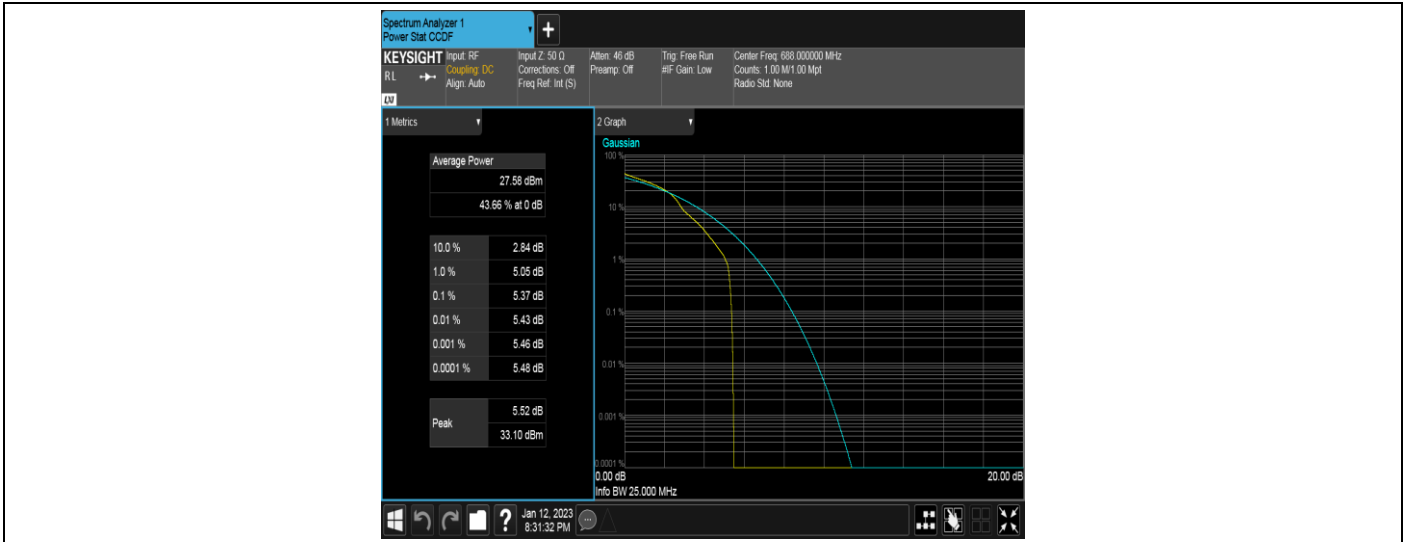 Spectrum Analyzer 1
Power Stat CCDF
+
KEYSIGHT Input: RF Input Z: 50 Ω Atten: 46 dB Trig: Free Run Center Freq: 688.000000 MHz
RL Coupling: DC Corrections: Off Preamp: Off #IF Gain: Low Counts: 1.00 M/1.00 Mpt
Align: Auto Freq Ref: Int (S) Radio Std: None
LXI
1 Metrics
Average Power
27.58 dBm
43.66 % at 0 dB
10.0 % 2.84 dB
1.0 % 5.05 dB
0.1 % 5.37 dB
0.01 % 5.43 dB
0.001 % 5.46 dB
0.0001 % 5.48 dB
Peak 5.52 dB
33.10 dBm
2 Graph
Gaussian
100 %
10 %
1 %
0.1 %
0.01 %
0.001 %
0.0001 %
0.00 dB 20.00 dB
Info BW 25.000 MHz
? Jan 12, 2023
8:31:32 PM